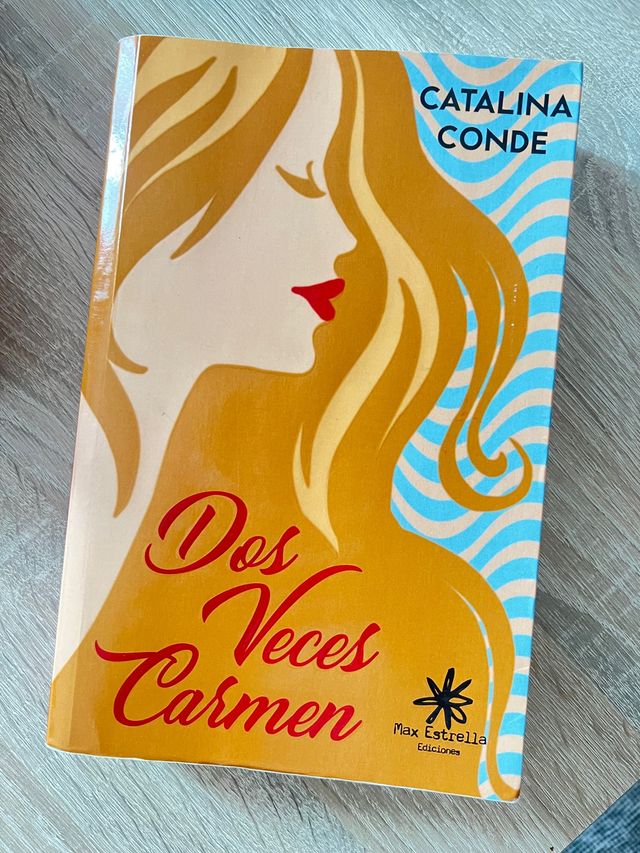 CATALINA
CONDE
Dos
Veces
Carmen
Max Estrella
Ediciones